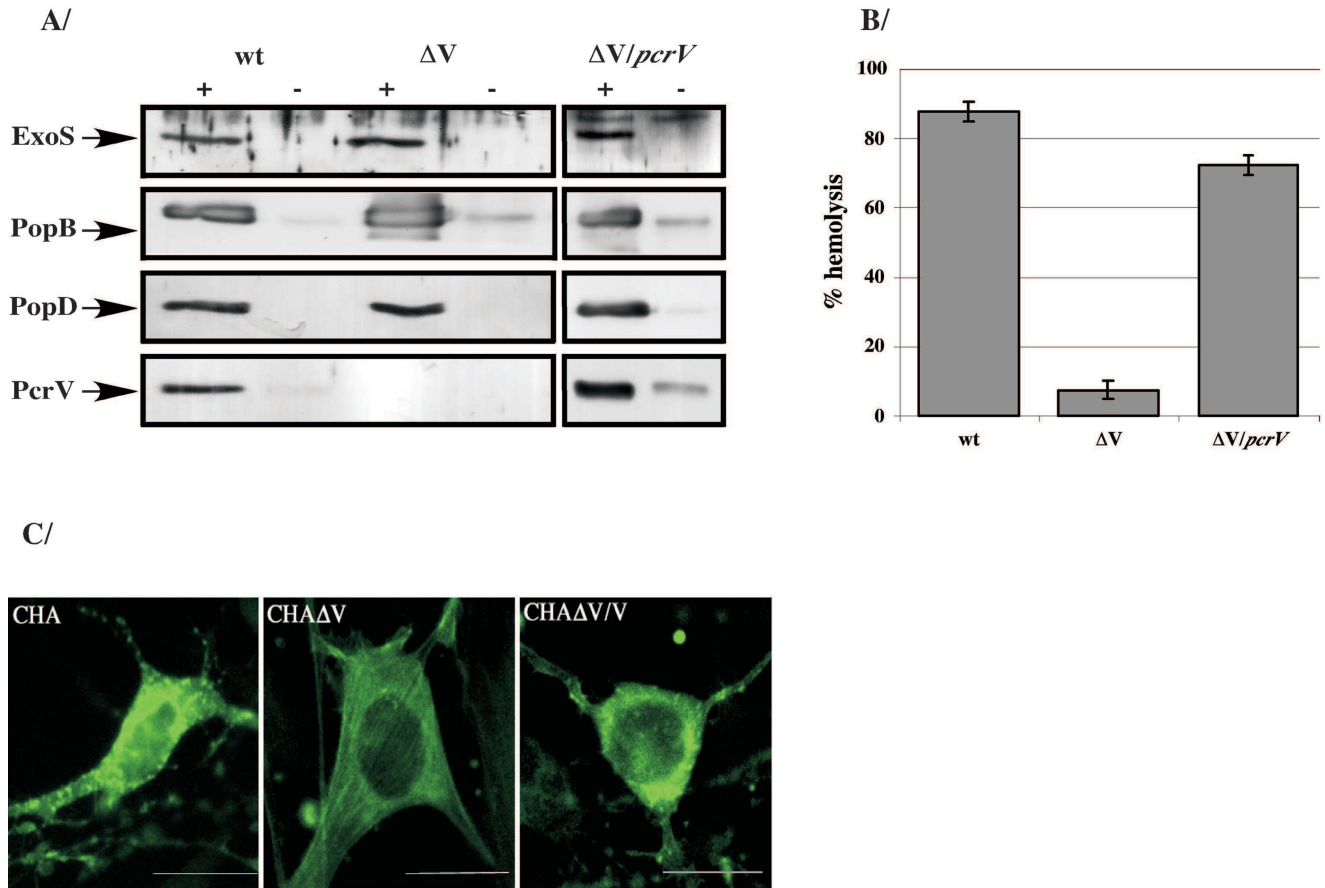 A/
wt ΔV ΔV/pcrV
+ - + - + -
ExoS
PopB
PopD
PcrV
B/
100
80
60
40
20
0
% hemolysis
wt ΔV ΔV/pcrV
C/
CHA CHAΔV CHAΔV/V